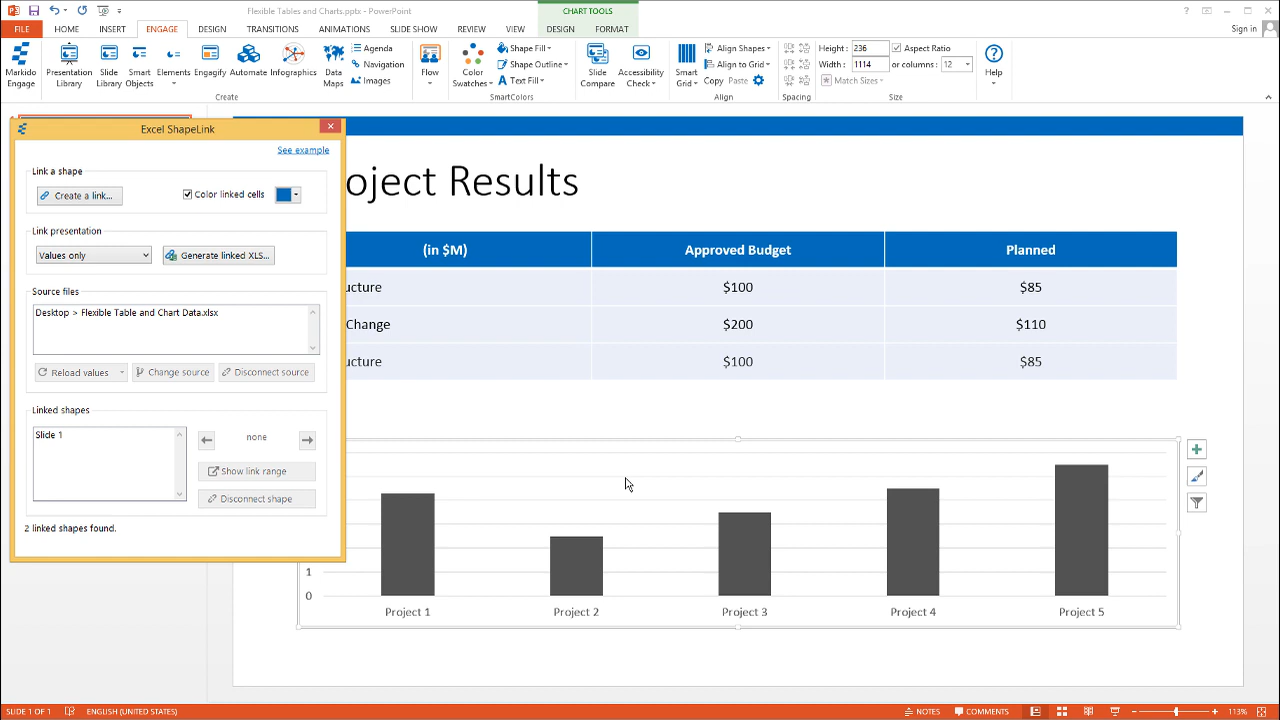 Flexible Tables and Charts.pptx - PowerPoint
CHART TOOLS
?
Sign in
FILE HOME INSERT ENGAGE DESIGN TRANSITIONS ANIMATIONS SLIDE SHOW REVIEW VIEW DESIGN FORMAT
Markido Engage
Presentation Library
Slide Library
Smart Objects
Elements
Engagify
Automate
Infographics
Data Maps
Agenda
Navigation
Images
Create
Flow
Color Swatches
Shape Fill
Shape Outline
Text Fill
SmartColors
Slide Compare
Accessibility Check
Smart Grid
Align Shapes
Align to Grid
Copy Paste
Align
Spacing
Height: 236 Aspect Ratio
Width: 1114 or columns: 12
Match Sizes
Size
Help
Excel ShapeLink
See example
Link a shape
Create a link...
Color linked cells
Link presentation
Values only
Generate linked XLS...
Source files
Desktop > Flexible Table and Chart Data.xlsx
Reload values
Change source
Disconnect source
Linked shapes
Slide 1
none
Show link range
Disconnect shape
2 linked shapes found.
oject Results
(in $M) Approved Budget Planned
ucture $100 $85
Change $200 $110
ucture $100 $85
1
0
Project 1 Project 2 Project 3 Project 4 Project 5
SLIDE 1 OF 1 ENGLISH (UNITED STATES) NOTES COMMENTS 113%